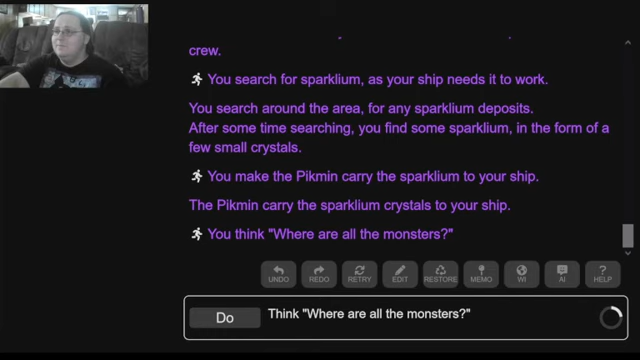 crew.
You search for sparklium, as your ship needs it to work.
You search around the area, for any sparklium deposits.
After some time searching, you find some sparklium, in the form of a
few small crystals.
You make the Pikmin carry the sparklium to your ship.
The Pikmin carry the sparklium crystals to your ship.
You think "Where are all the monsters?"
UNDO REDO RETRY EDIT RESTORE MEMO WI AI HELP
Do Think "Where are all the monsters?"